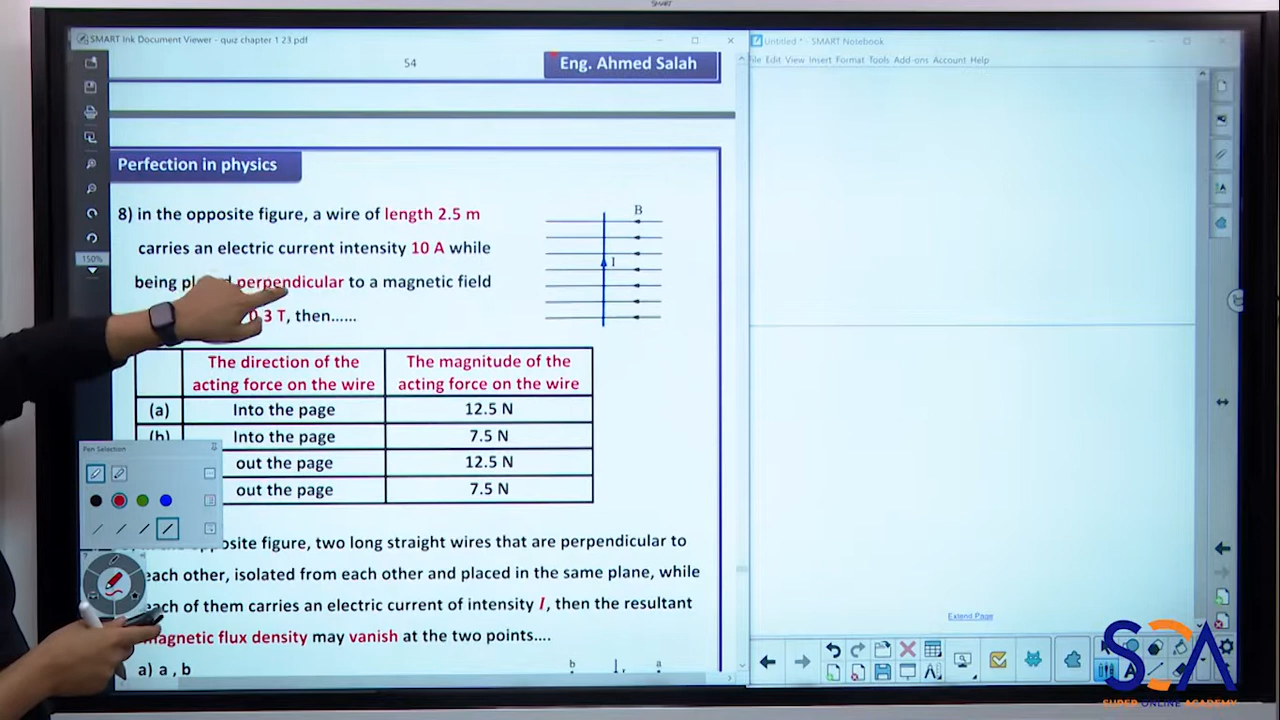 SMART
SMART Ink Document Viewer - quiz chapter 1 23 pdf
Untitled * - SMART Notebook
File Edit View Insert Format Tools Add-ons Account Help
54
Eng. Ahmed Salah
Perfection in physics
8) in the opposite figure, a wire of length 2.5 m
carries an electric current intensity 10 A while
being perpendicular to a magnetic field
0.3 T, then......
B
I
150%
The direction of the acting force on the wire
The magnitude of the acting force on the wire
(a) Into the page 12.5 N
(b) Into the page 7.5 N
out the page 12.5 N
out the page 7.5 N
Pen Selection
opposite figure, two long straight wires that are perpendicular to
each other, isolated from each other and placed in the same plane, while
each of them carries an electric current of intensity I, then the resultant
magnetic flux density may vanish at the two points....
a) a , b
b a
Extend Page
SOA
SUPER ONLINE ACADEMY